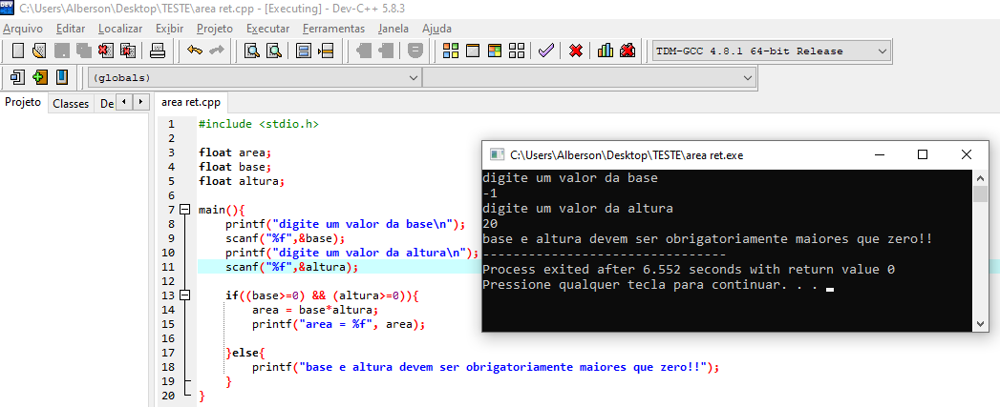 C:\Users\Alberson\Desktop\TESTE\area ret.cpp - [Executing] - Dev-C++ 5.8.3
Arquivo Editar Localizar Exibir Projeto Executar Ferramentas Janela Ajuda
TDM-GCC 4.8.1 64-bit Release
(globals)
Projeto Classes De
area ret.cpp
1 #include <stdio.h>
2
3 float area;
4 float base;
5 float altura;
6
7 main(){
8 printf("digite um valor da base\n");
9 scanf("%f",&base);
10 printf("digite um valor da altura\n");
11 scanf("%f",&altura);
12
13 if((base>=0) && (altura>=0)){
14 area = base*altura;
15 printf("area = %f", area);
16
17 }else{
18 printf("base e altura devem ser obrigatoriamente maiores que zero!!");
19 }
20 }
C:\Users\Alberson\Desktop\TESTE\area ret.exe
digite um valor da base
-1
digite um valor da altura
20
base e altura devem ser obrigatoriamente maiores que zero!!
--------------------------------
Process exited after 6.552 seconds with return value 0
Pressione qualquer tecla para continuar. . .